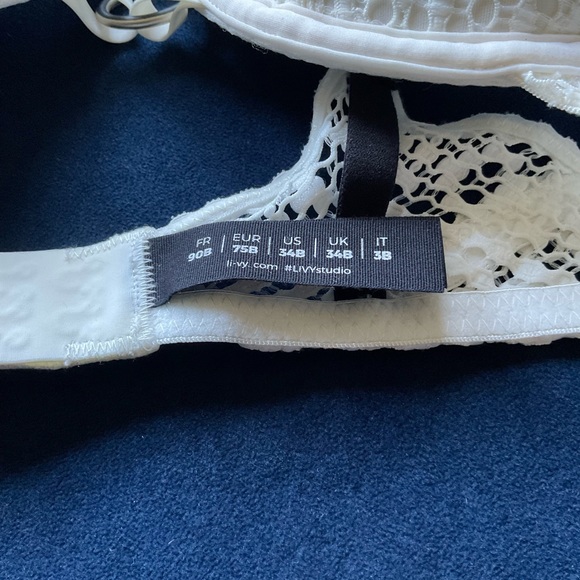 FR | EUR | US | UK | IT
90B | 75B | 34B | 34B | 3B
li-vy.com #LIVYstudio